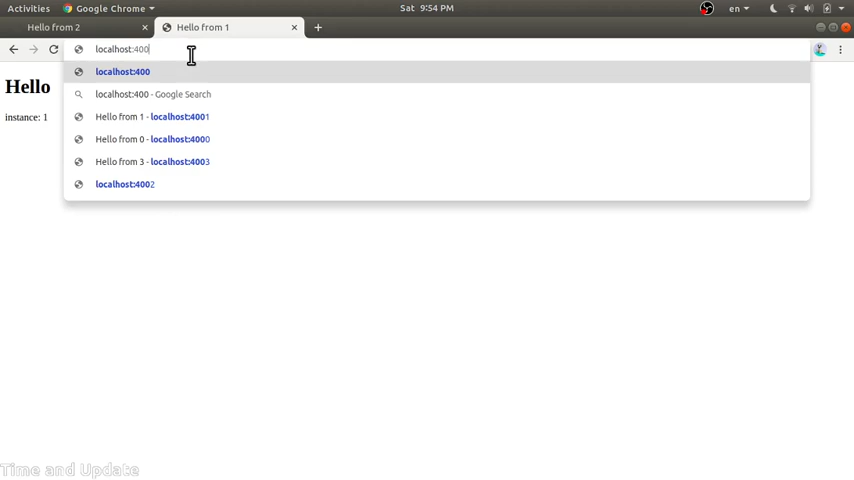 Activities Google Chrome Sat 9:54 PM en
Hello from 2 Hello from 1
localhost:400
localhost:400
localhost:400 - Google Search
Hello from 1 - localhost:4001
Hello from 0 - localhost:4000
Hello from 3 - localhost:4003
localhost:4002
Hello
instance: 1
Time and Update